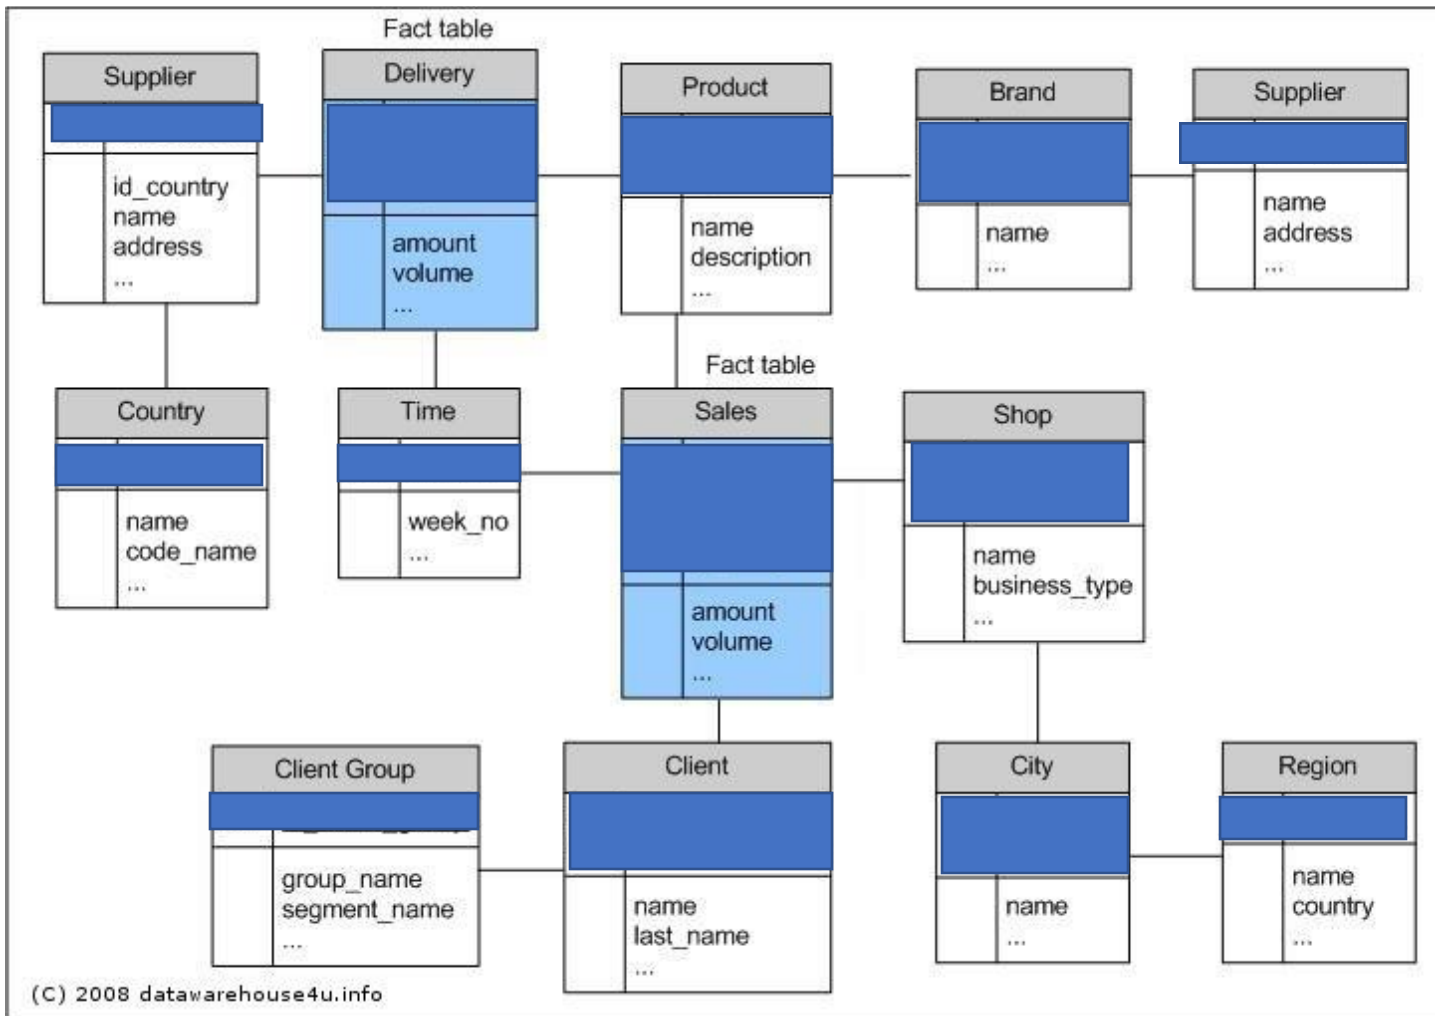 Fact table
Supplier
id_country
name
address
...
Delivery
amount
volume
...
Product
name
description
...
Brand
name
...
Supplier
name
address
...
Country
name
code_name
...
Time
week_no
...
Fact table
Sales
amount
volume
...
Shop
name
business_type
...
Client Group
group_name
segment_name
...
Client
name
last_name
...
City
name
...
Region
name
country
...
(C) 2008 datawarehouse4u.info